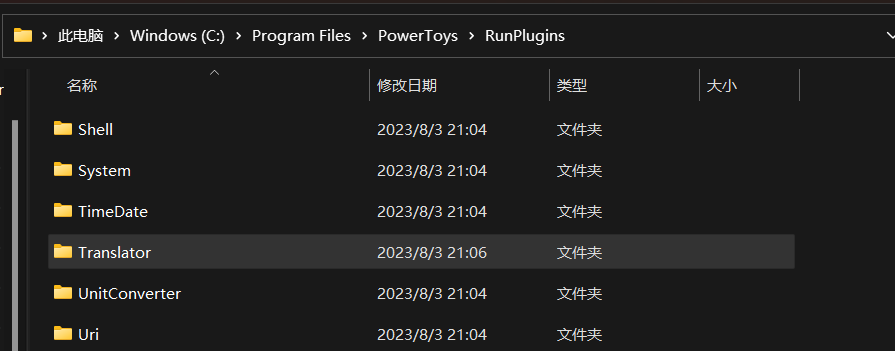 此电脑 > Windows (C:) > Program Files > PowerToys > RunPlugins
r
名称 修改日期 类型 大小
Shell 2023/8/3 21:04 文件夹
System 2023/8/3 21:04 文件夹
TimeDate 2023/8/3 21:04 文件夹
Translator 2023/8/3 21:06 文件夹
UnitConverter 2023/8/3 21:04 文件夹
Uri 2023/8/3 21:04 文件夹